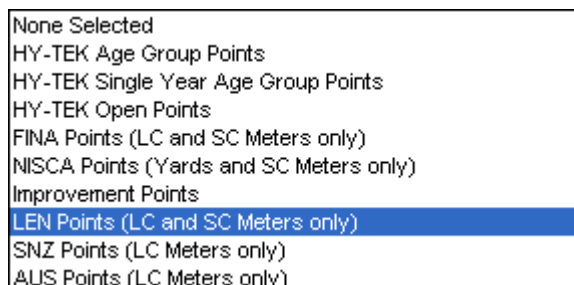 None Selected
HY-TEK Age Group Points
HY-TEK Single Year Age Group Points
HY-TEK Open Points
FINA Points (LC and SC Meters only)
NISCA Points (Yards and SC Meters only)
Improvement Points
LEN Points (LC and SC Meters only)
SNZ Points (LC Meters only)
AUS Points (LC Meters only)